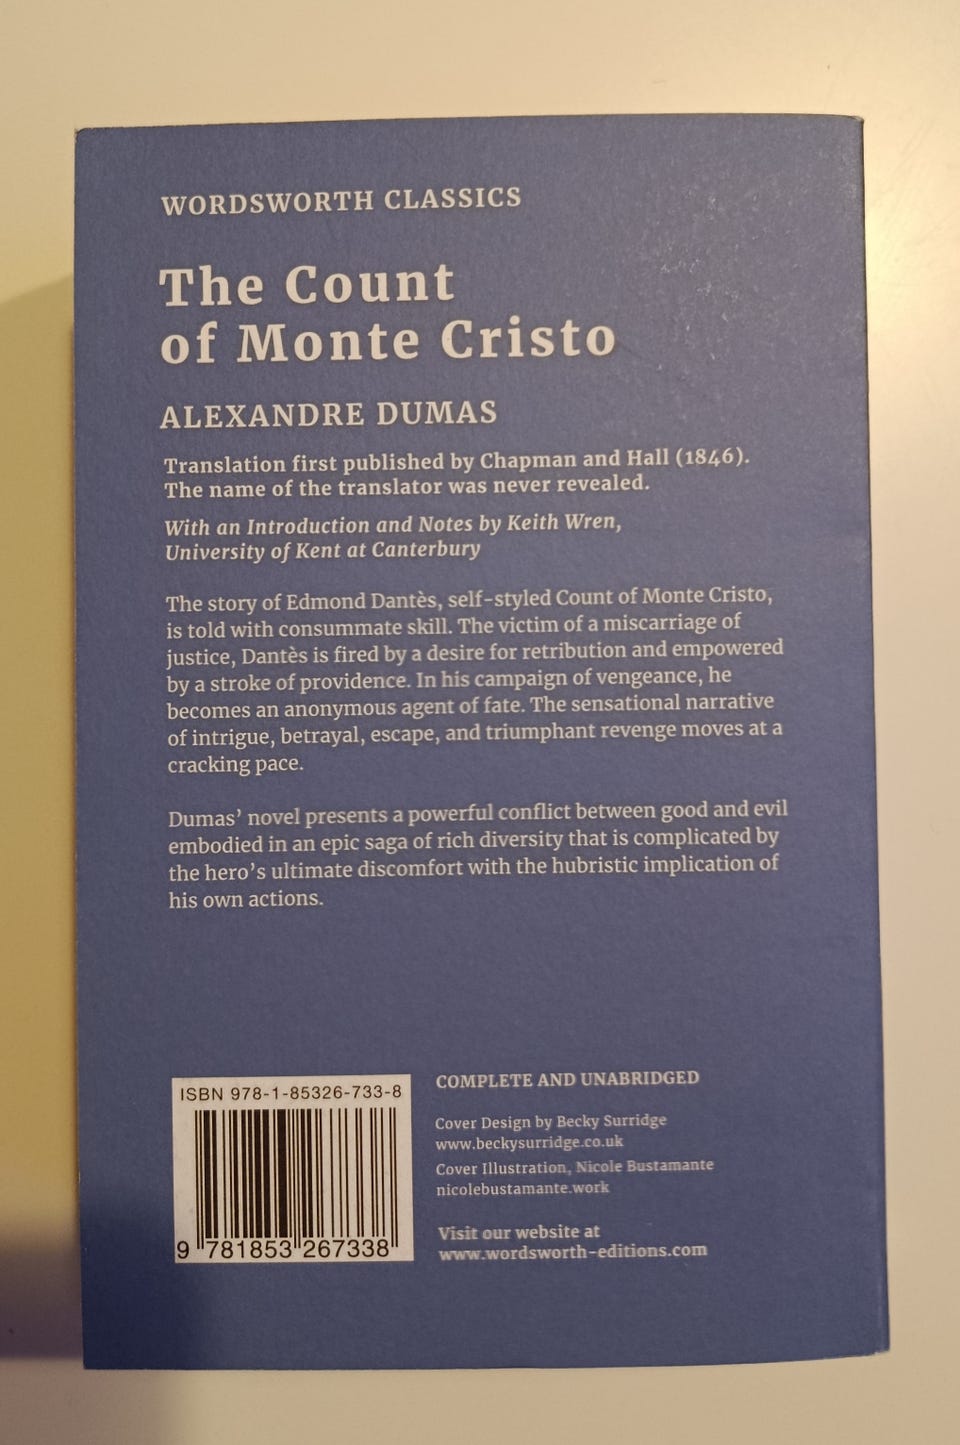 WORDSWORTH CLASSICS
The Count
of Monte Cristo
ALEXANDRE DUMAS
Translation first published by Chapman and Hall (1846).
The name of the translator was never revealed.
With an Introduction and Notes by Keith Wren,
University of Kent at Canterbury
The story of Edmond Dantès, self-styled Count of Monte Cristo,
is told with consummate skill. The victim of a miscarriage of
justice, Dantès is fired by a desire for retribution and empowered
by a stroke of providence. In his campaign of vengeance, he
becomes an anonymous agent of fate. The sensational narrative
of intrigue, betrayal, escape, and triumphant revenge moves at a
cracking pace.
Dumas’ novel presents a powerful conflict between good and evil
embodied in an epic saga of rich diversity that is complicated by
the hero’s ultimate discomfort with the hubristic implication of
his own actions.
ISBN 978-1-85326-733-8
9 781853 267338
COMPLETE AND UNABRIDGED
Cover Design by Becky Surridge
www.beckysurridge.co.uk
Cover Illustration, Nicole Bustamante
nicolebustamante.work
Visit our website at
www.wordsworth-editions.com